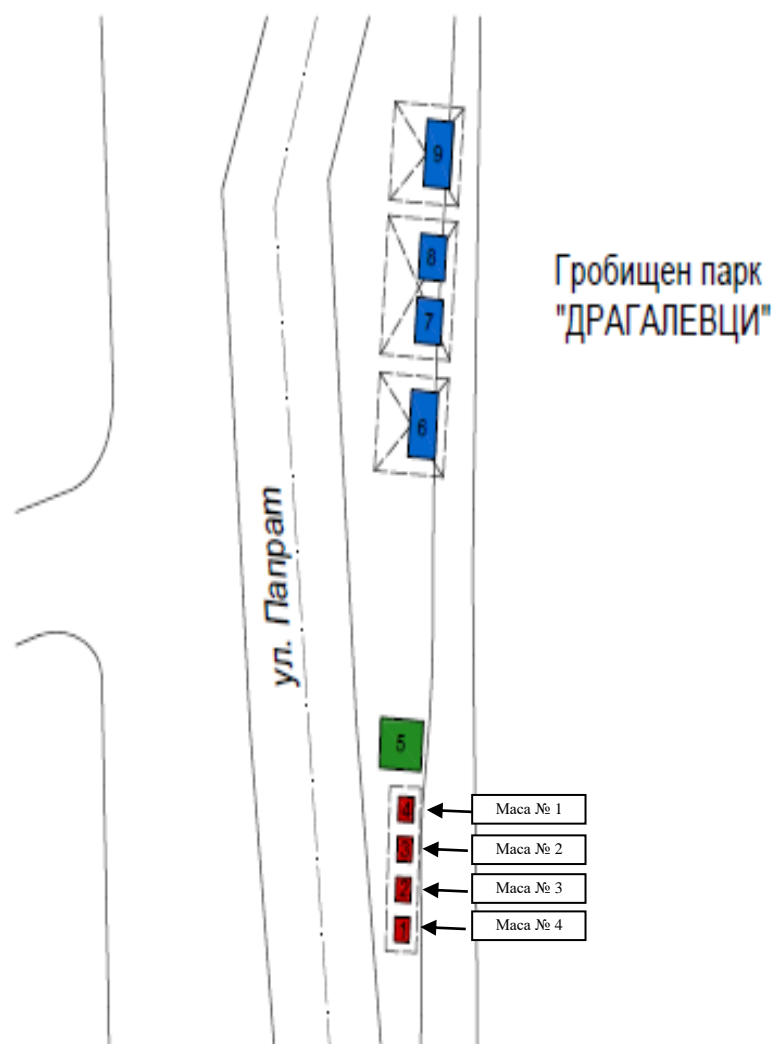 9
8
7
6
Гробищен парк
"ДРАГАЛЕВЦИ"
ул. Папрат
5
4
Маса № 1
3
Маса № 2
2
Маса № 3
1
Маса № 4